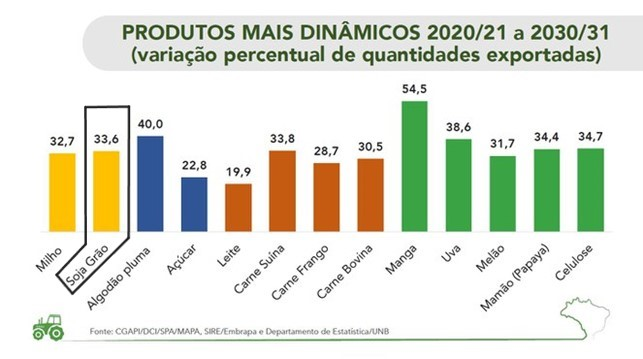 PRODUTOS MAIS DINÂMICOS 2020/21 a 2030/31
(variação percentual de quantidades exportadas)
32,7
33,6
40,0
22,8
19,9
33,8
28,7
30,5
54,5
38,6
31,7
34,4
34,7
Milho
Soja Grão
Algodão pluma
Açúcar
Leite
Carne Suína
Carne Frango
Carne Bovina
Manga
Uva
Melão
Mamão (Papaya)
Celulose
Fonte: CGAPI/DCI/SPA/MAPA, SIRE/Embrapa e Departamento de Estatística/UNB